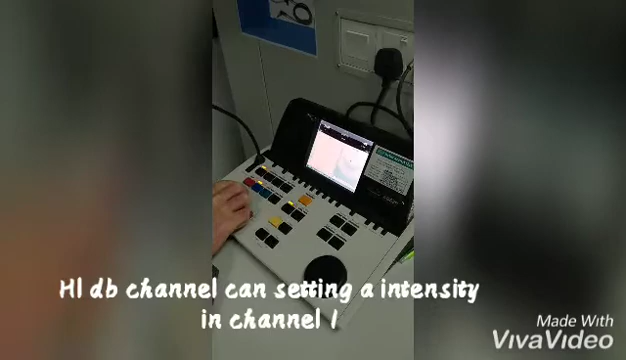 Hl db channel can setting a intensity
in channel 1
Made With
VivaVideo